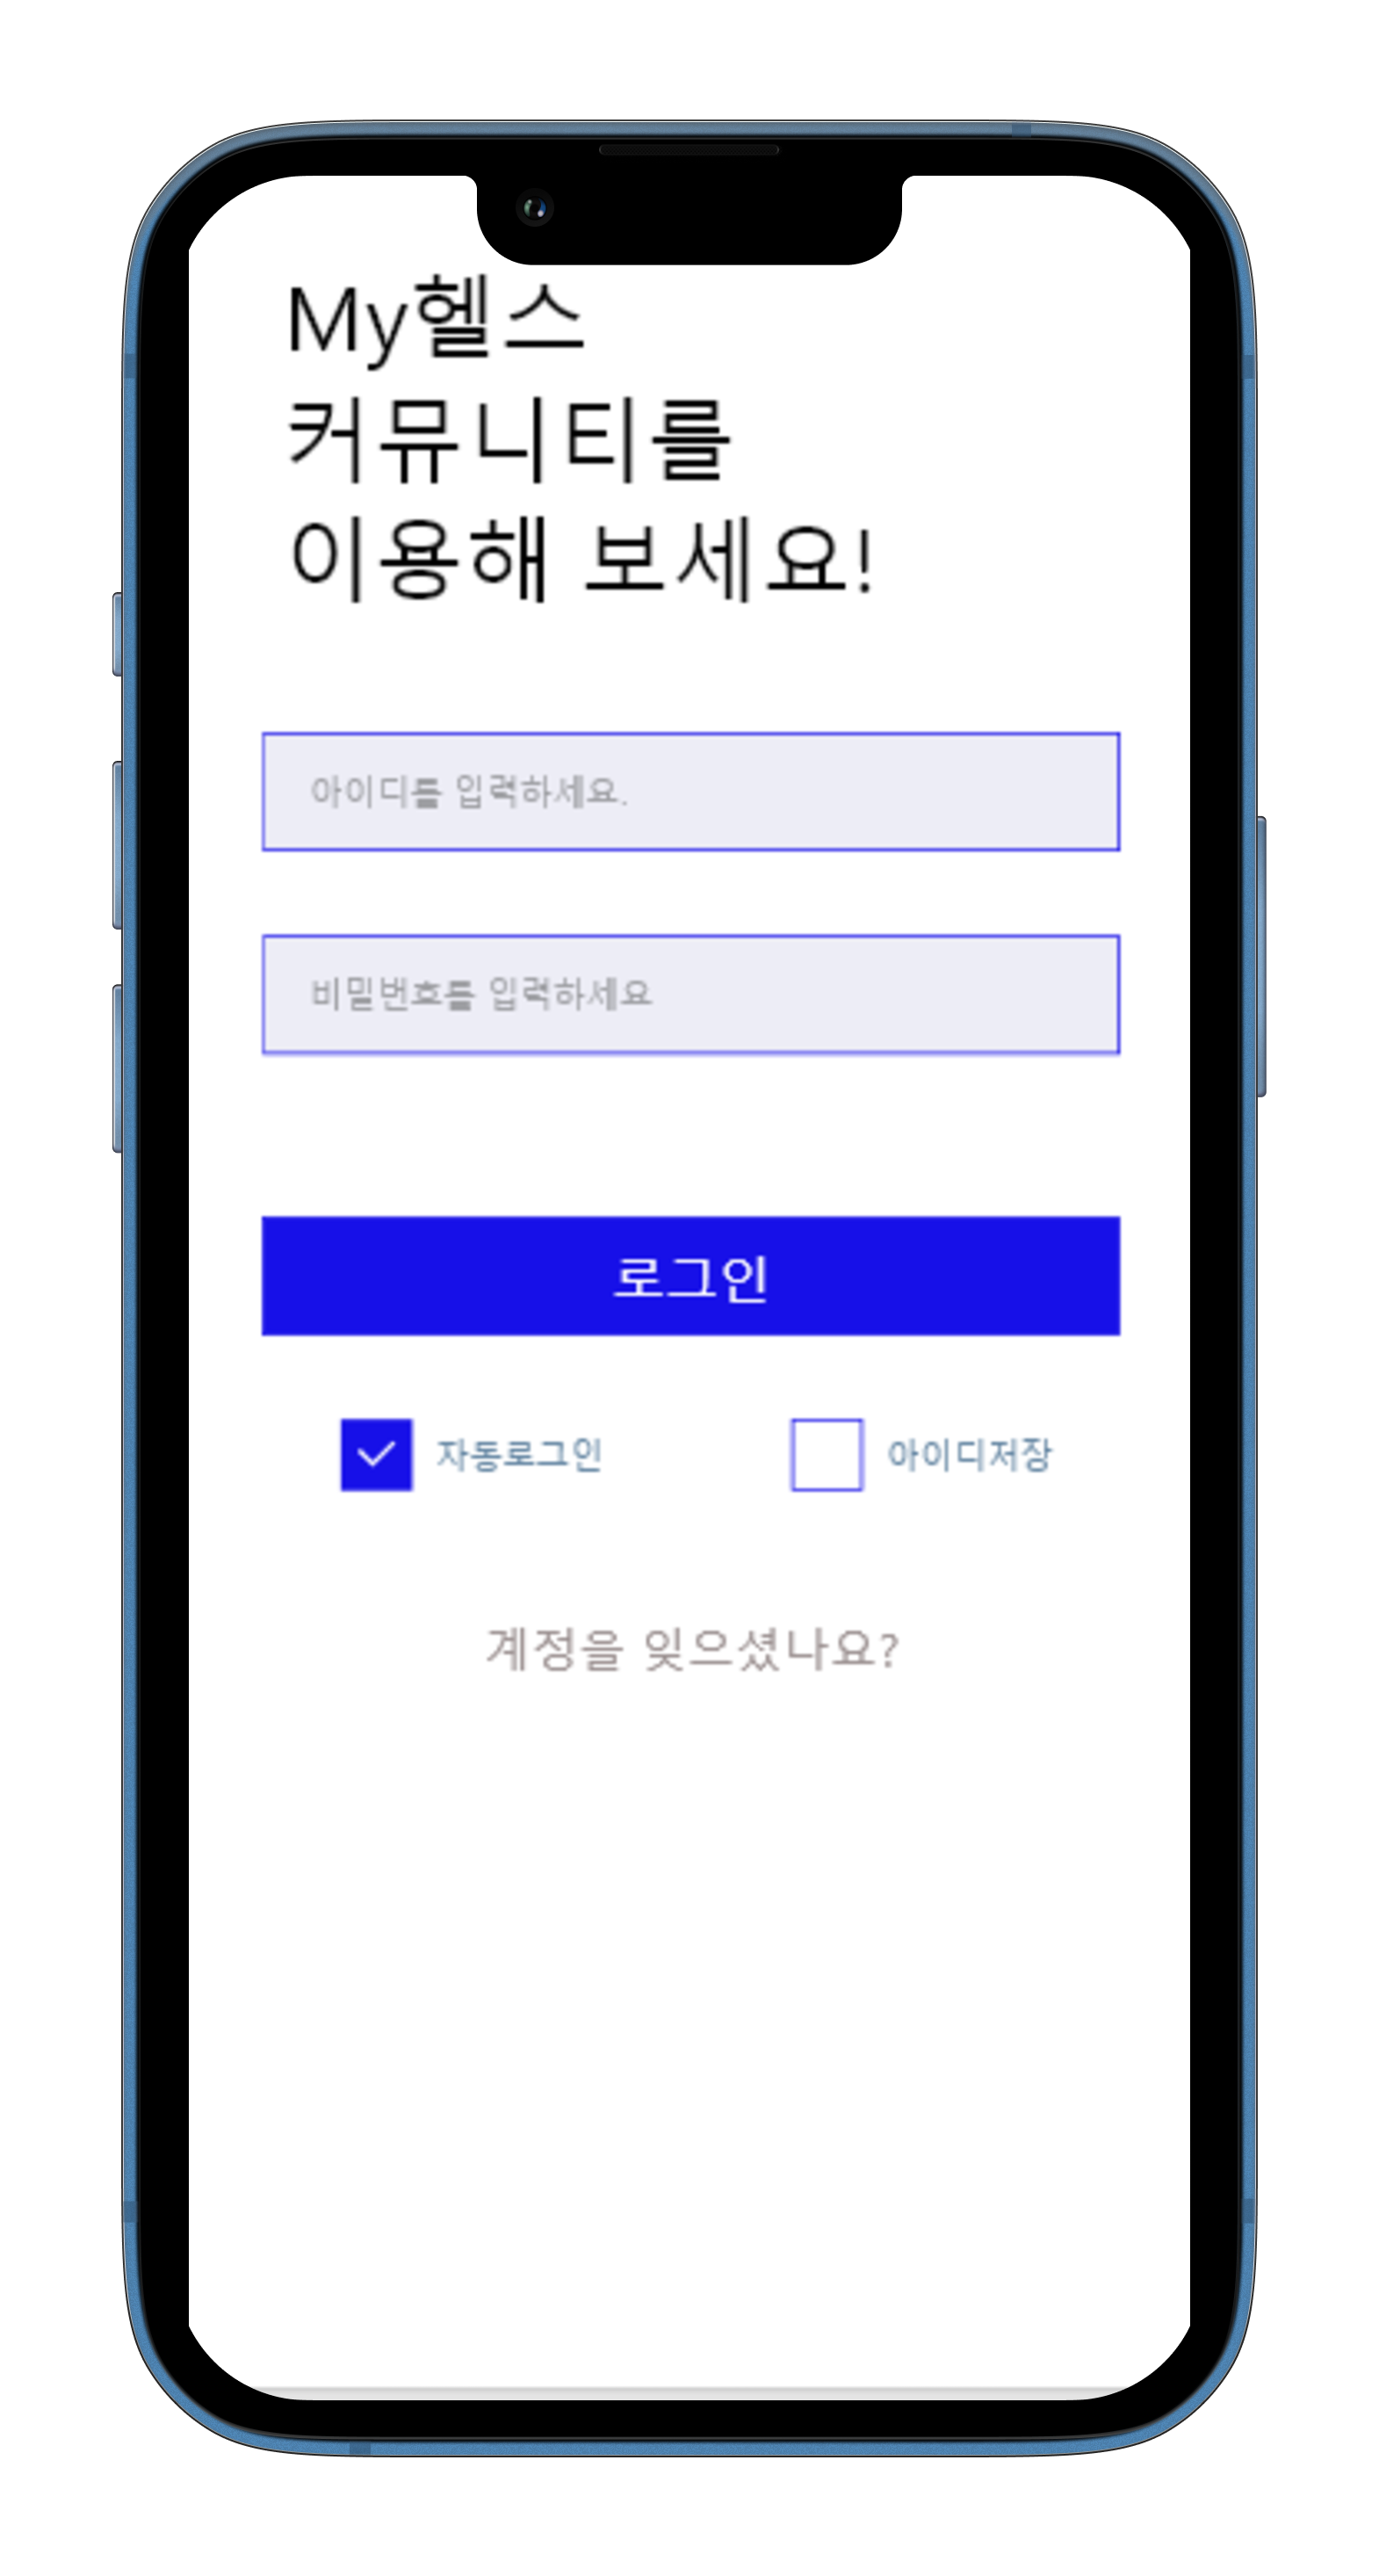 My헬스
커뮤니티를
이용해 보세요!
아이디를 입력하세요.
비밀번호를 입력하세요
로그인
자동로그인
아이디저장
계정을 잊으셨나요?